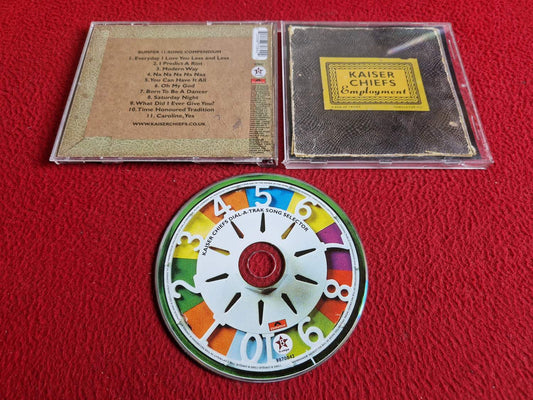 BUMPER 11-SONG COMPENDIUM
1. Everyday I Love You Less and Less
2. I Predict A Riot
3. Modern Way
4. Na Na Na Na Naa
5. You Can Have It All
6. Oh My God
7. Born To Be A Dancer
8. Saturday Night
9. What Did I Ever Give You?
10. Time Honoured Tradition
11. Caroline, Yes
WWW.KAISERCHIEFS.CO.UK
KAISER
CHIEFS
Employment
KAISER CHIEFS DIAL-A-TRAK SONG SELECTOR
1 2 3 4 5 6 7 8 9 10